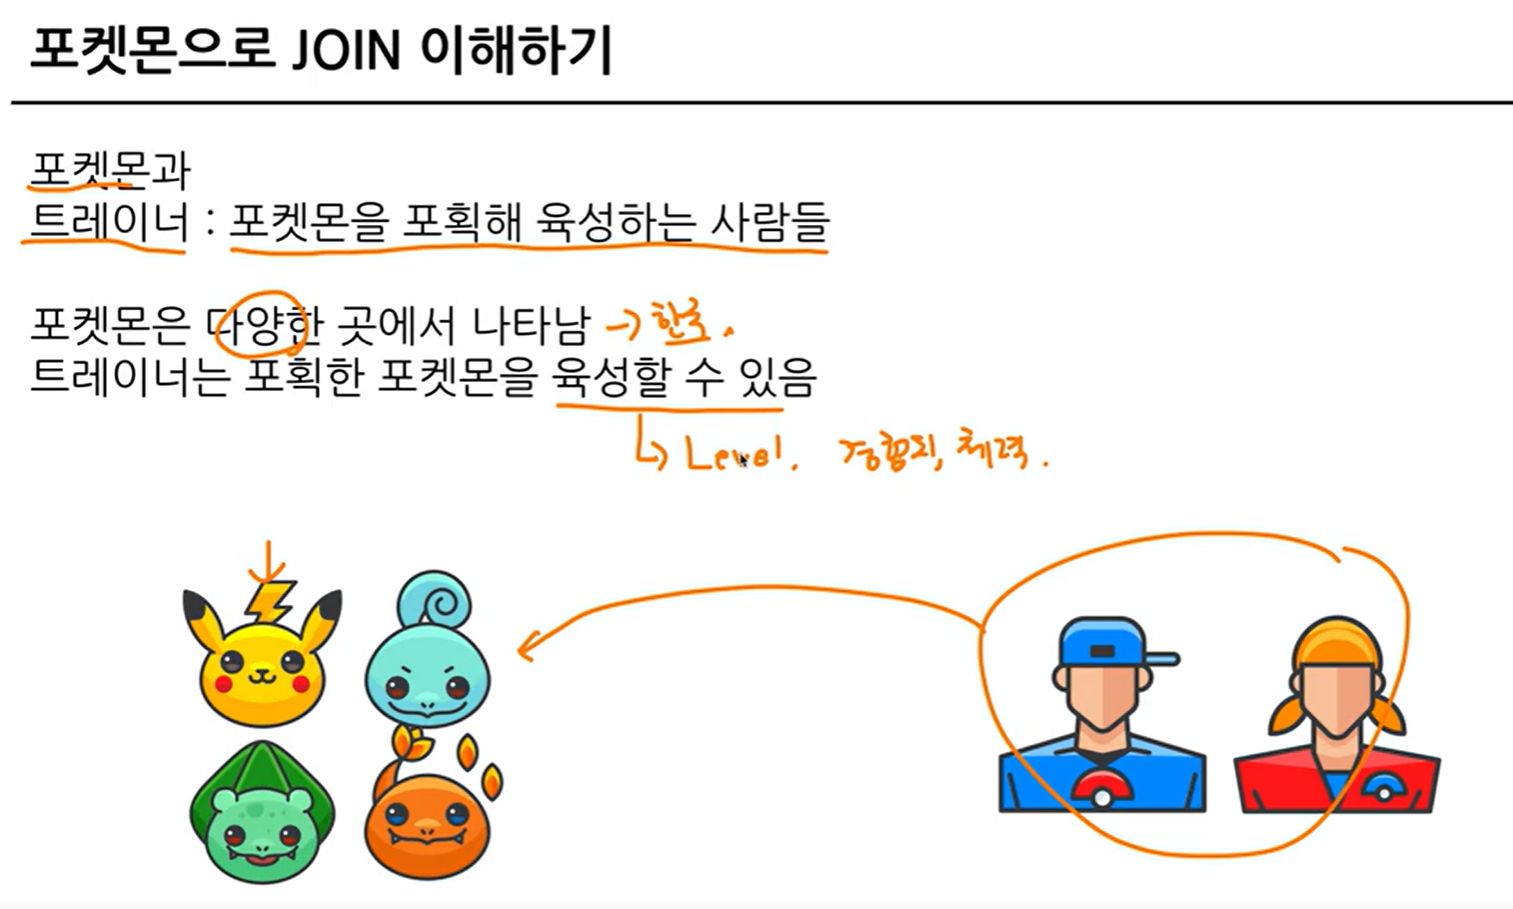 포켓몬으로 JOIN 이해하기
포켓몬과
트레이너 : 포켓몬을 포획해 육성하는 사람들
포켓몬은 다양한 곳에서 나타남 → 한국.
트레이너는 포획한 포켓몬을 육성할 수 있음
↳ Level. 경험치, 체력.